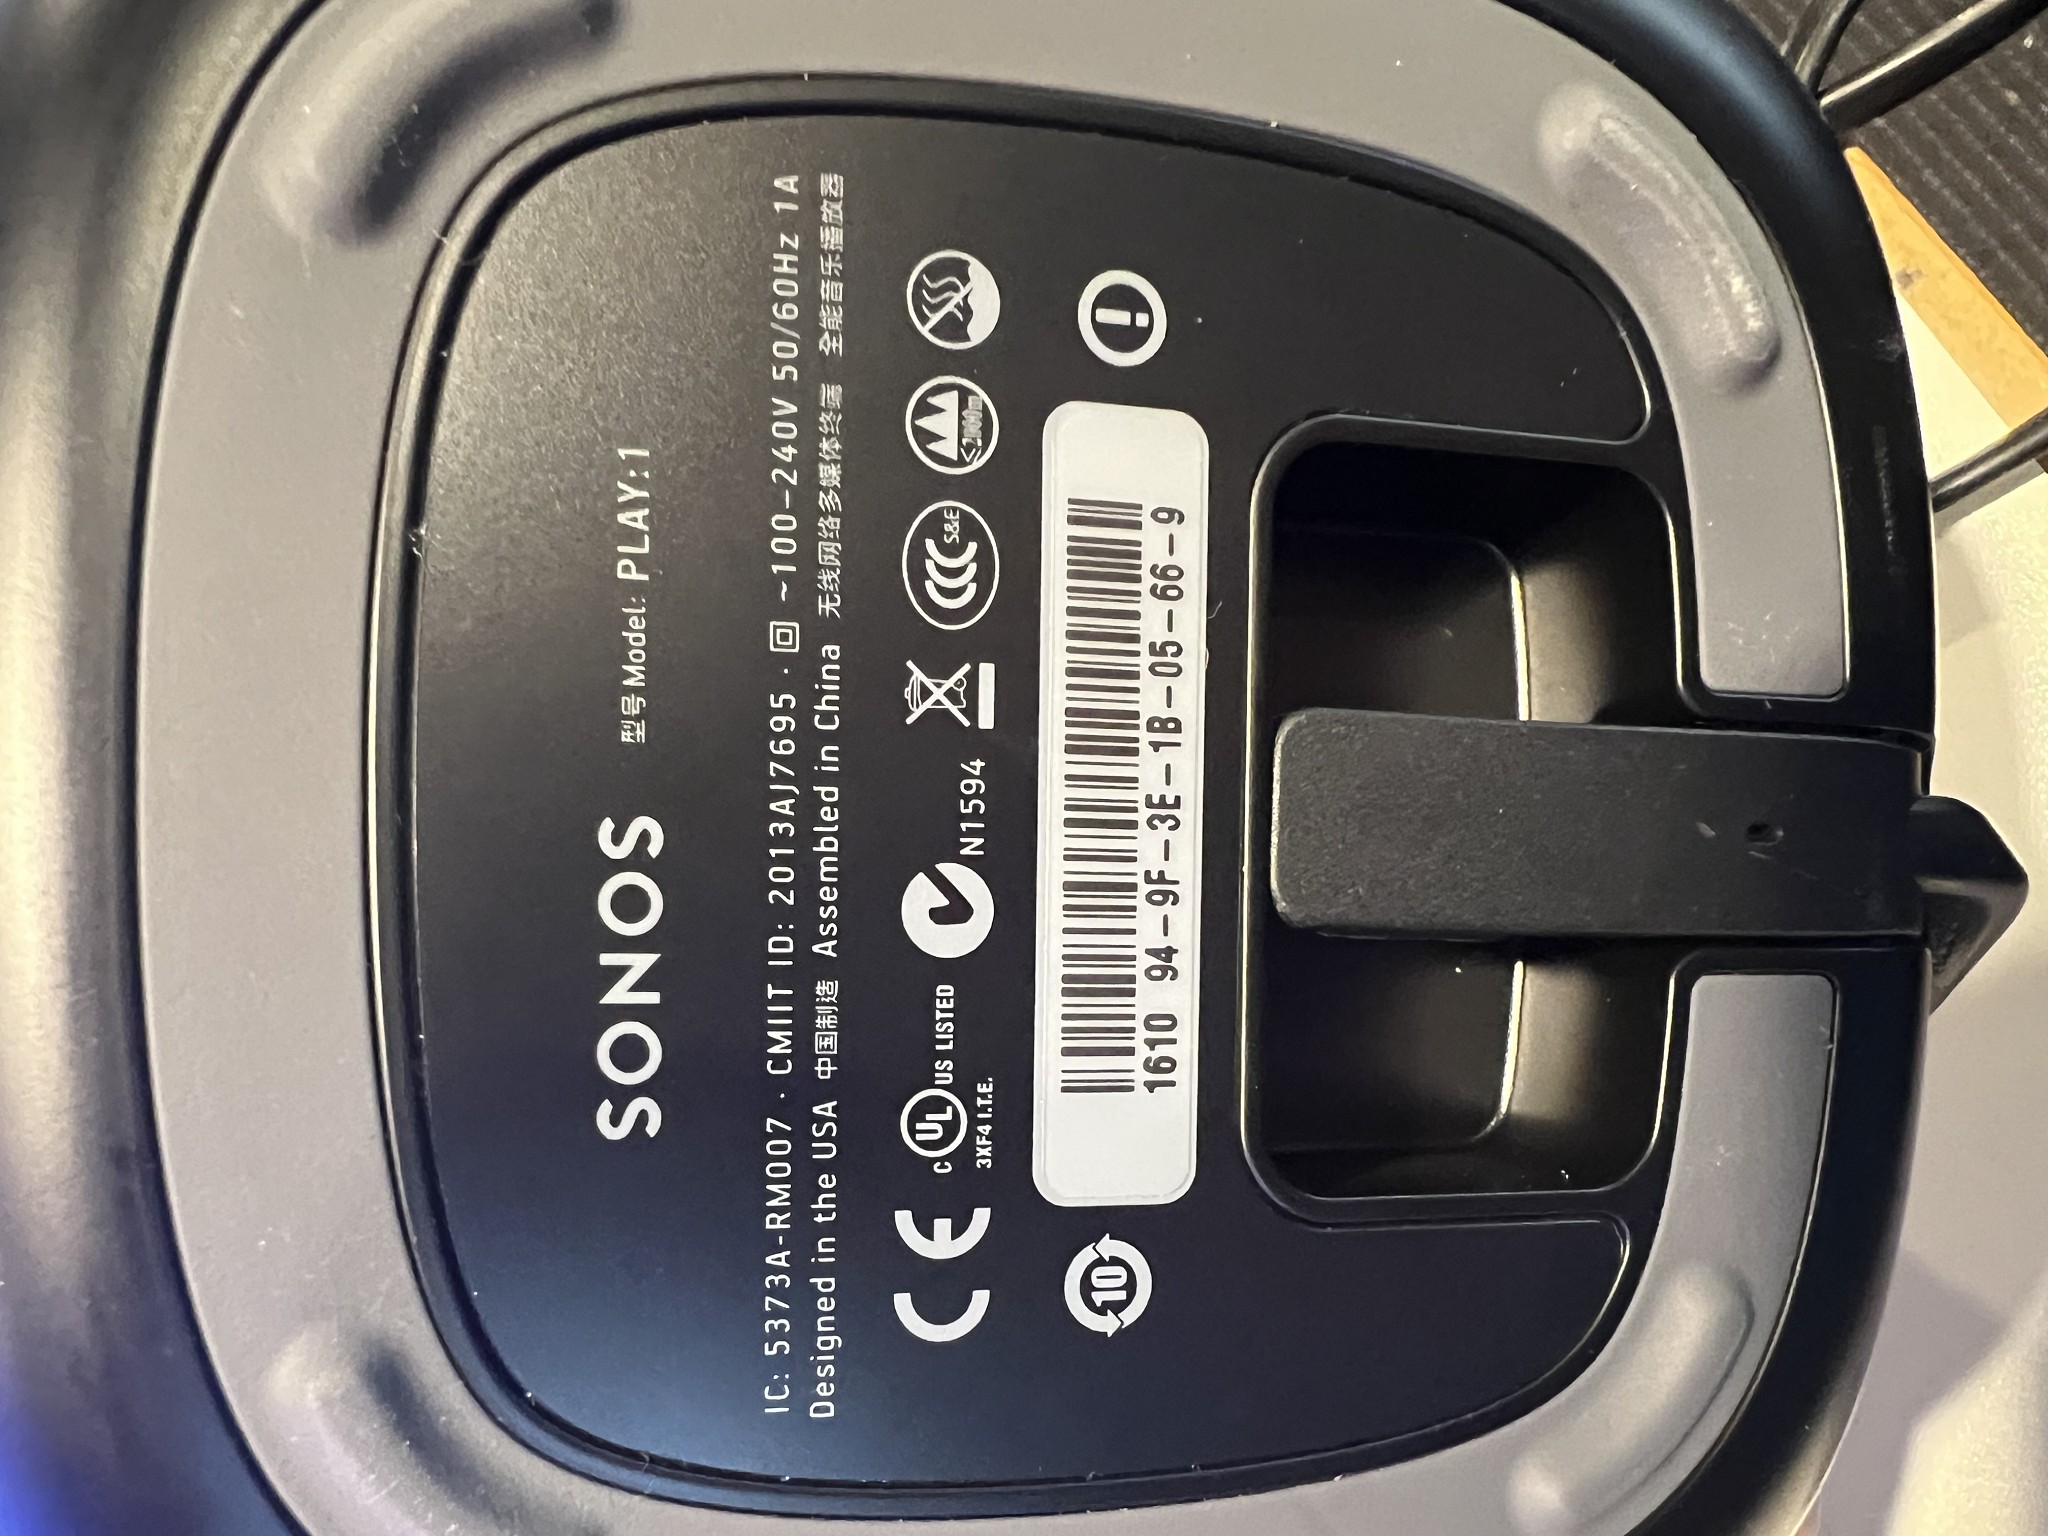 SONOS 型号 Model: PLAY:1
IC: 5373A-RM007 · CMIIT ID: 2013AJ7695 · 回 ~100-240V 50/60Hz 1A
Designed in the USA 中国制造 Assembled in China 无线网络多媒体终端 全能音乐播放器
CE C UL US LISTED N1594 CCC S&E <2000m
3XF4 I.T.E.
10
1610 94-9F-3E-1B-05-66-9